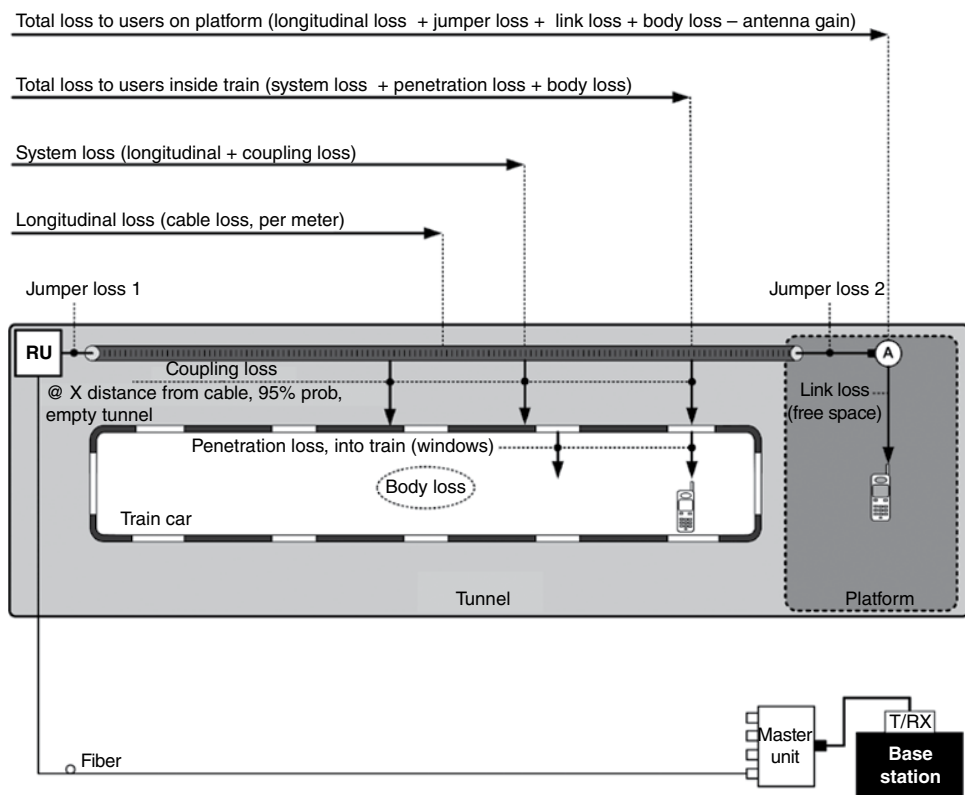 Total loss to users on platform (longitudinal loss + jumper loss + link loss + body loss – antenna gain)
Total loss to users inside train (system loss + penetration loss + body loss)
System loss (longitudinal + coupling loss)
Longitudinal loss (cable loss, per meter)
Jumper loss 1
Jumper loss 2
RU
A
Coupling loss
@ X distance from cable, 95% prob,
empty tunnel
Link loss
(free space)
Penetration loss, into train (windows)
Body loss
Train car
Tunnel
Platform
Fiber
Master
unit
T/RX
Base
station